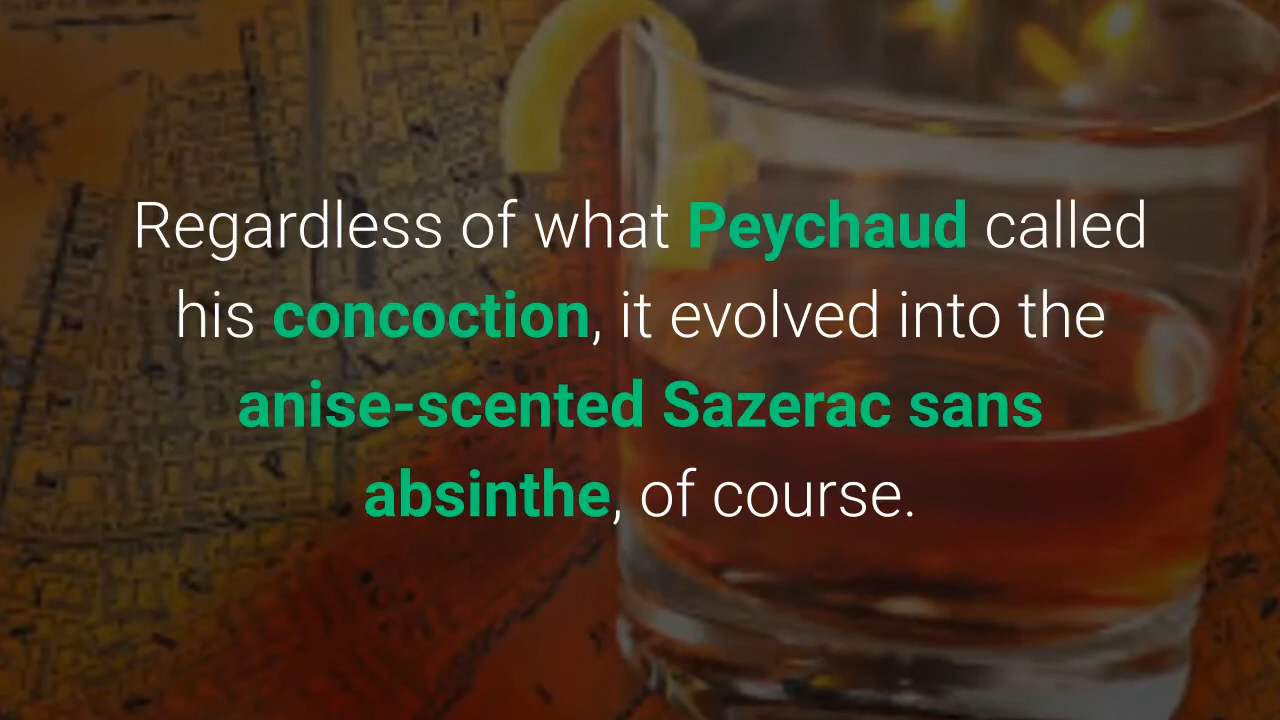 Regardless of what Peychaud called
his concoction, it evolved into the
anise-scented Sazerac sans
absinthe, of course.